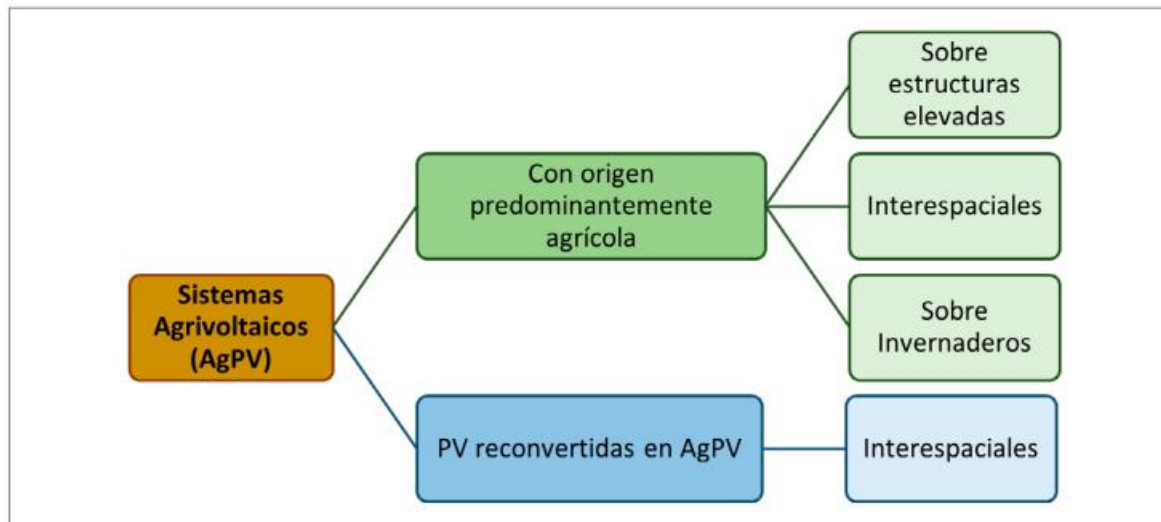 Sistemas
Agrivoltaicos
(AgPV)
Con origen
predominantemente
agrícola
Sobre
estructuras
elevadas
Interespaciales
Sobre
Invernaderos
PV reconvertidas en AgPV
Interespaciales